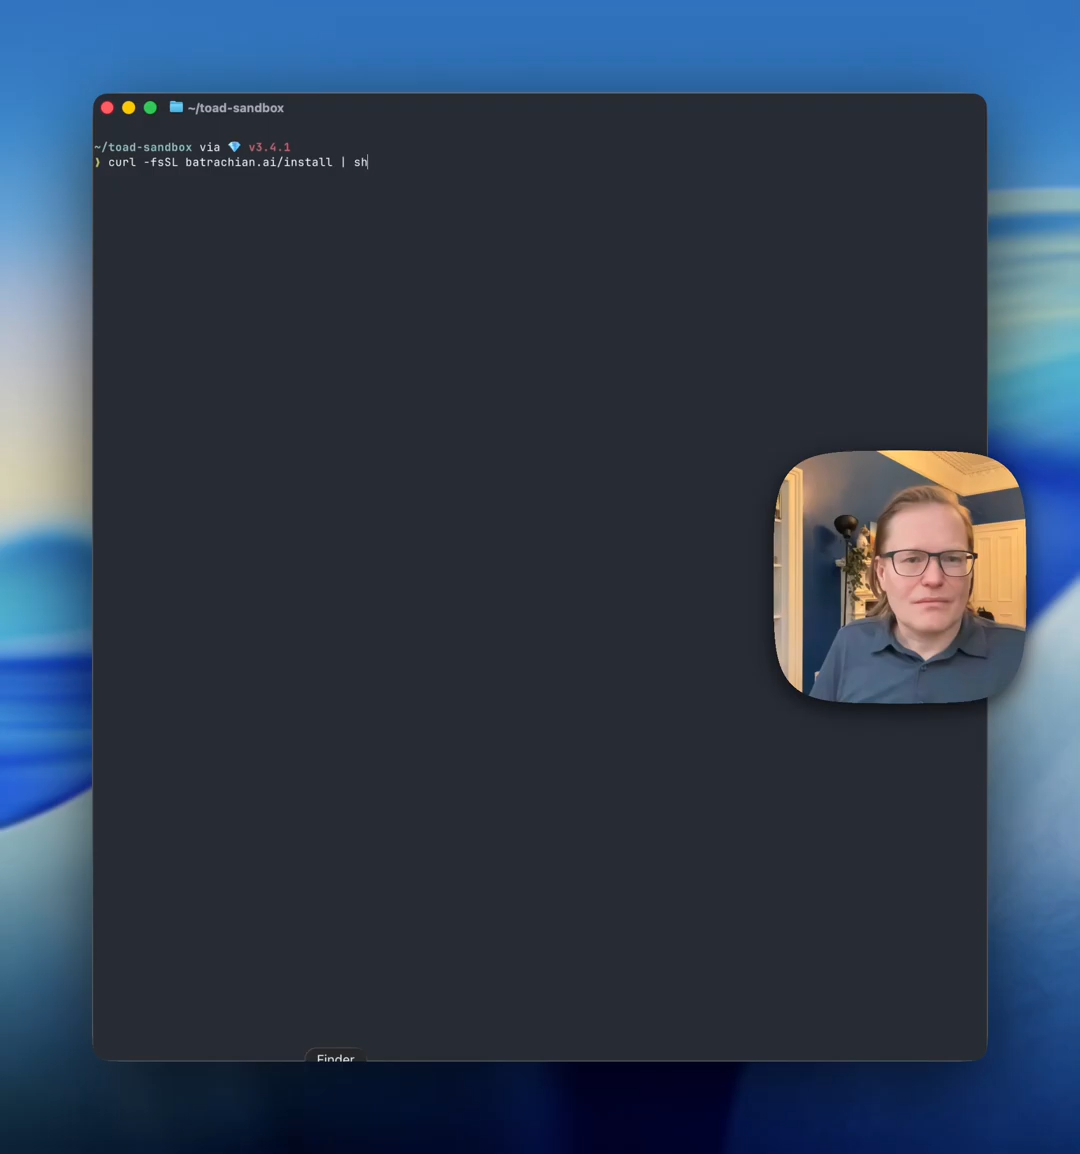 ~/toad-sandbox
~/toad-sandbox via 💎 v3.4.1
❯ curl -fsSL batrachian.ai/install | sh
Finder